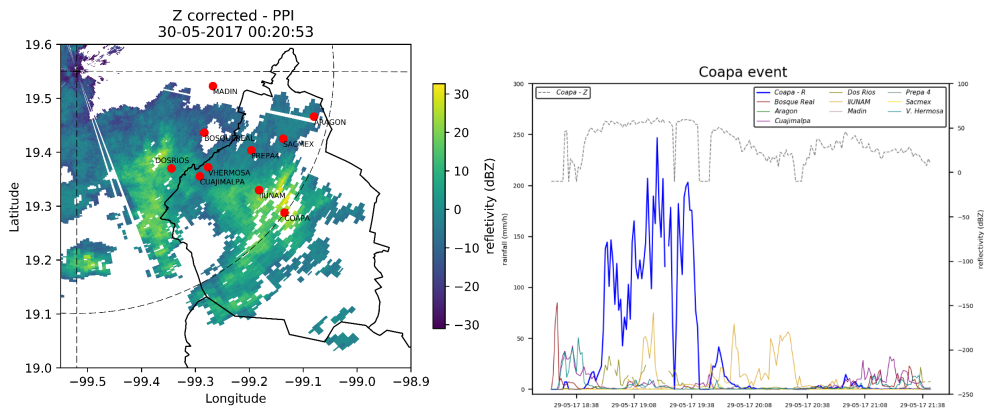 Z corrected - PPI
30-05-2017 00:20:53
19.6
19.5
19.4
19.3
19.2
19.1
19.0
Latitude
MADIN
ARAGON
BOSQUEREAL
SACMEX
PREPA4
DOSRIOS
VHERMOSA
CUAJIMALPA
IIUNAM
COAPA
−99.5
−99.4
−99.3
−99.2
−99.1
−99.0
−98.9
Longitude
30
20
10
0
−10
−20
−30
refletivity (dBZ)
Coapa event
300
250
200
150
100
50
0
rainfall (mm/h)
Coapa - Z
Coapa - R
Bosque Real
Aragon
Cuajimalpa
Dos Rios
IIUNAM
Madin
Prepa 4
Sacmex
V. Hermosa
100
50
0
−50
−100
−150
−200
−250
reflectivity (dBZ)
29-05-17 18:38
29-05-17 19:08
29-05-17 19:38
29-05-17 20:08
29-05-17 20:38
29-05-17 21:08
29-05-17 21:38